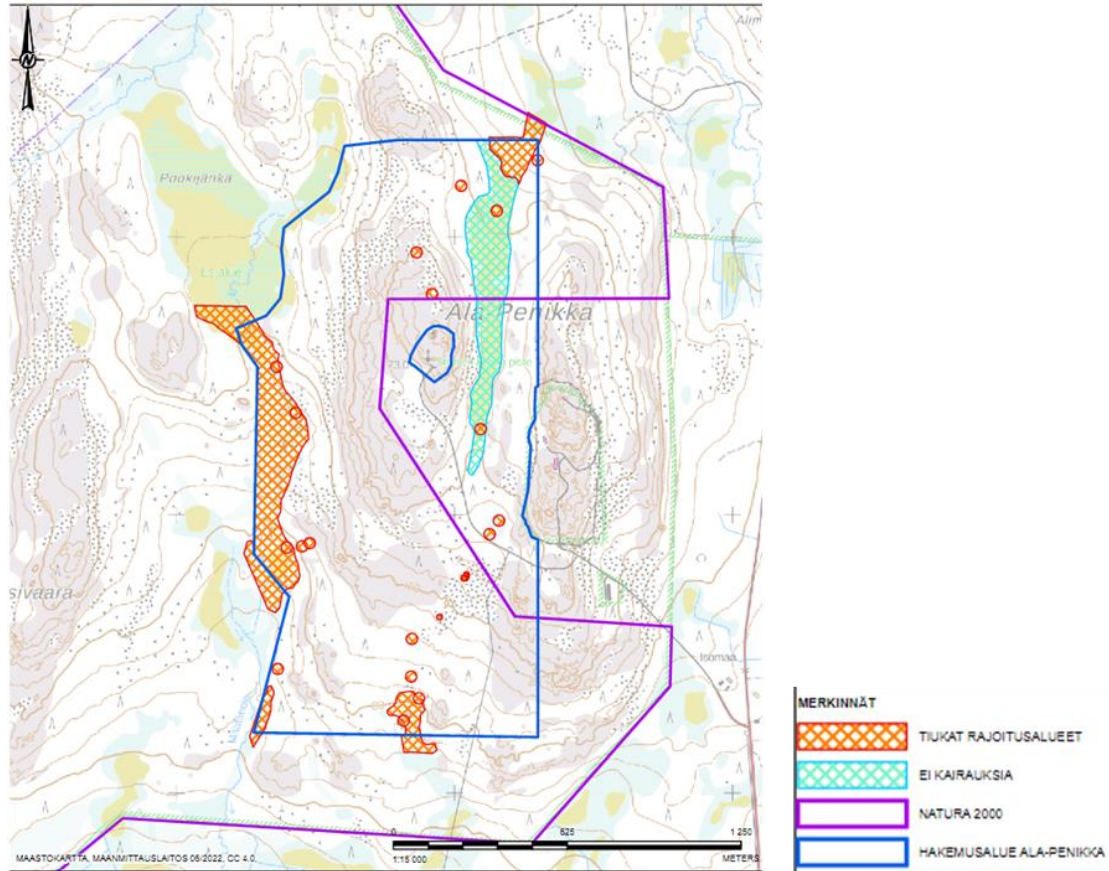 N
Alim
Ala Penikka
sivaara
Isomaa
0 625 1 250
MAASTOKARTTA, MAANMITTAUSLAITOS 06/2022, CC 4.0,
1:15 000
METERS
MERKINNÄT
TIUKAT RAJOITUSALUEET
EI KAIRAUKSIA
NATURA 2000
HAKEMUSALUE ALA-PENIKKA